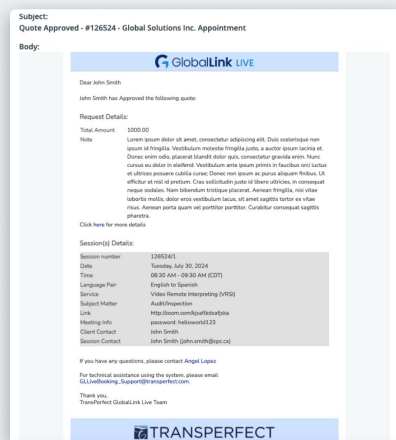 Subject:
Quote Approved - #126524 - Global Solutions Inc. Appointment
Body:
GlobalLink LIVE
Dear John Smith
John Smith has Approved the following quote:
Request Details:
Total Amount 1000.00
Note Lorem ipsum dolor sit amet, consectetur adipiscing elit. Duis scelerisque non
ipsum id fringilla. Vestibulum molestie fringilla justo, a auctor ipsum lacinia et.
Donec enim odio, placerat blandit dolor quis, consectetur gravida enim. Nunc
cursus eu dolor in eleifend. Vestibulum ante ipsum primis in faucibus orci luctus
et ultrices posuere cubilia curae; Donec non ipsum ac purus aliquam finibus. Ut
efficitur et nisl id pretium. Cras sollicitudin justo id libero ultricies, in consequat
neque sodales. Nam bibendum tristique placerat. Aenean fringilla, nisi vitae
lobortis mollis, dolor eros vestibulum lacus, sit amet sagittis tortor ex vitae
risus. Aenean porta quam vel porttitor porttitor. Curabitur consequat sagittis
pharetra.
Click here for more details
Session(s) Details:
Session number 126524/1
Date Tuesday, July 30, 2024
Time 08:30 AM - 09:30 AM (CDT)
Language Pair English to Spanish
Service Video Remote Interpreting (VRSI)
Subject Matter Audit/Inspection
Link
Meeting Info password: helloworld123
Client Contact John Smith
Session Contact John Smith (john.smith@cpc.cx)
If you have any questions, please contact Angel Lopez
For technical assistance using the system, please email
GLLiveBooking_Support@transperfect.com.
Thank you,
TransPerfect GlobalLink Live Team
TRANSPERFECT